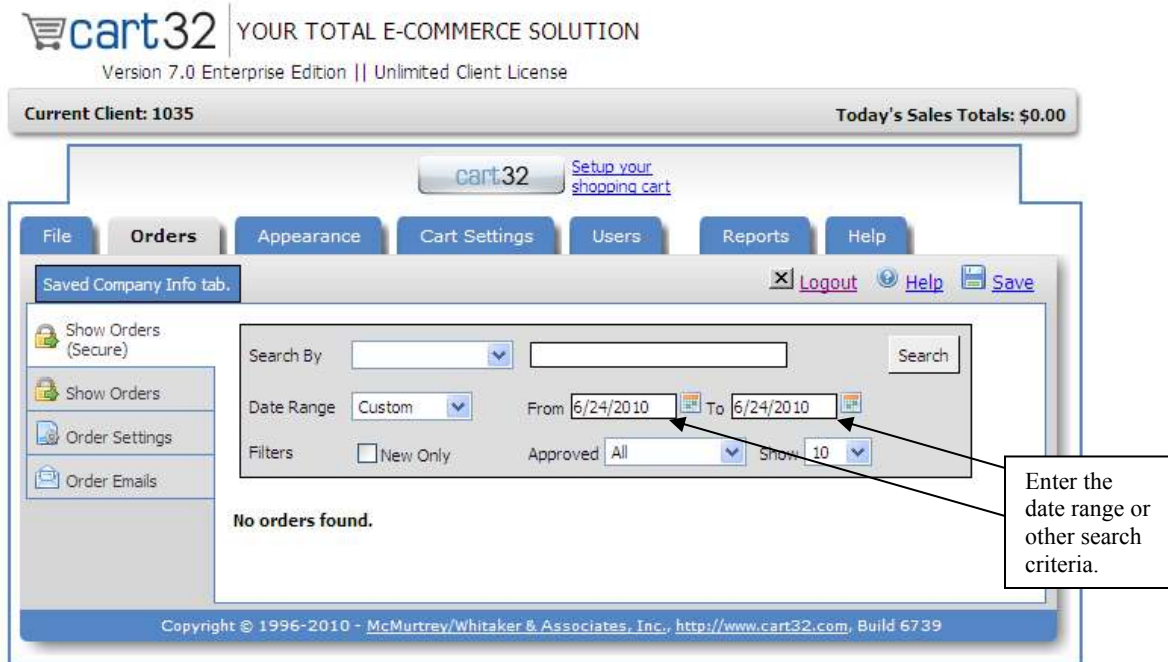 cart32 YOUR TOTAL E-COMMERCE SOLUTION
Version 7.0 Enterprise Edition || Unlimited Client License
Current Client: 1035 Today's Sales Totals: $0.00
cart32 Setup your
shopping cart
File Orders Appearance Cart Settings Users Reports Help
Saved Company Info tab. Logout Help Save
Show Orders
(Secure)
Show Orders
Order Settings
Order Emails
Search By Search
Date Range Custom From 6/24/2010 To 6/24/2010
Filters New Only Approved All Show 10
No orders found.
Enter the
date range or
other search
criteria.
Copyright © 1996-2010 - McMurtrey/Whitaker & Associates, Inc., http://www.cart32.com, Build 6739